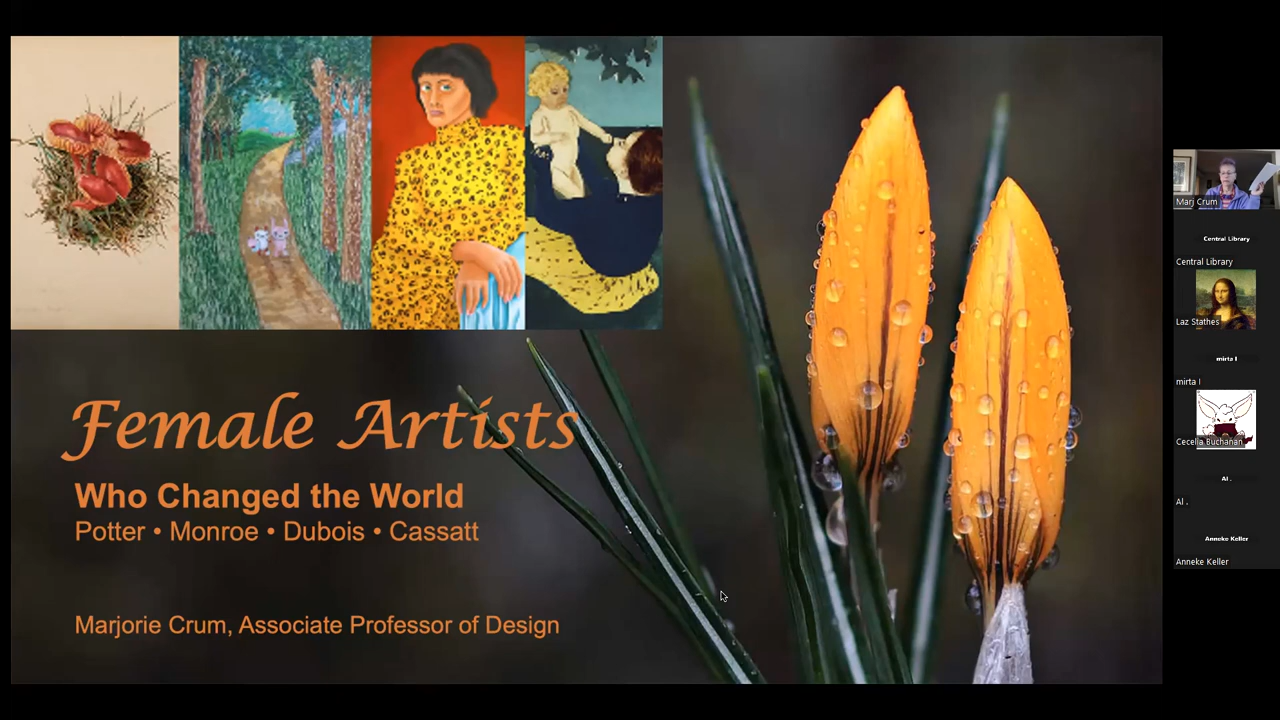 Female Artists
Who Changed the World
Potter • Monroe • Dubois • Cassatt
Marjorie Crum, Associate Professor of Design
Marj Crum
Central Library
Central Library
Laz Stathes
mirta l
mirta l
Cecelia Buchanan
Al .
Al .
Anneke Keller
Anneke Keller